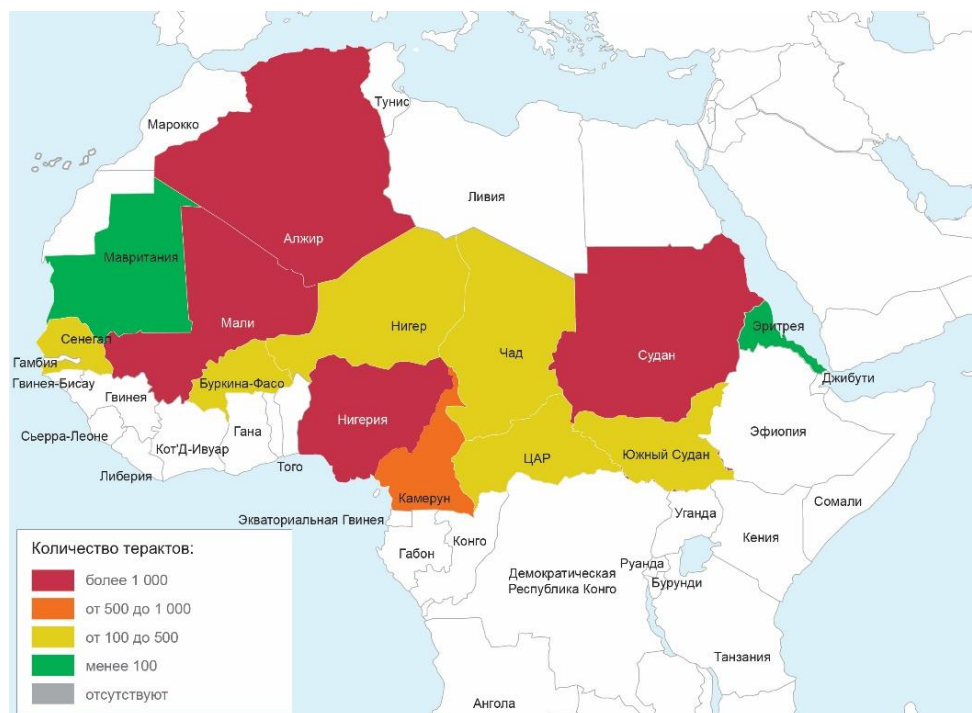 Тунис
Марокко
Ливия
Алжир
Мавритания
Мали
Нигер
Эритрея
Сенегал
Чад
Судан
Гамбия
Джибути
Буркина-Фасо
Гвинея-Бисау
Гвинея
Нигерия
Гана
Эфиопия
Сьерра-Леоне
Кот'Д-Ивуар
ЦАР
Южный Судан
Того
Либерия
Камерун
Сомали
Экваториальная Гвинея
Уганда
Кения
Конго
Габон
Руанда
Демократическая
Республика Конго
Бурунди
Танзания
Ангола
Количество терактов:
более 1 000
от 500 до 1 000
от 100 до 500
менее 100
отсутствуют